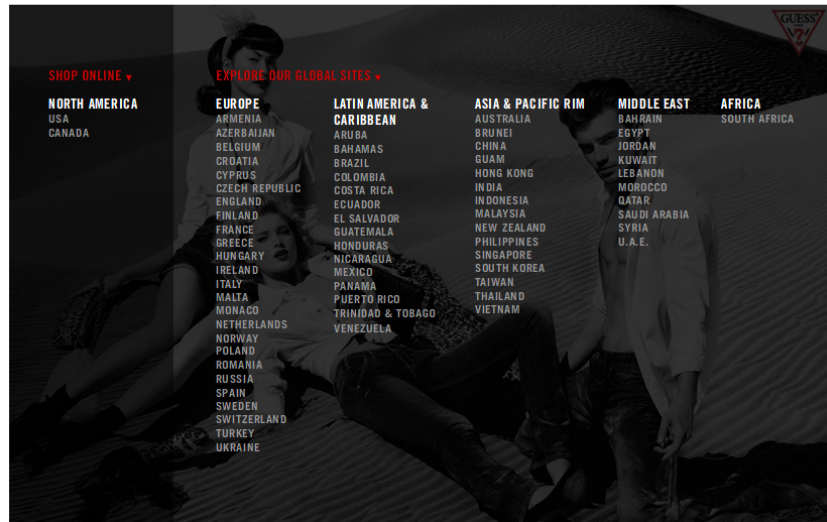 GUESS
?
SHOP ONLINE ▾
EXPLORE OUR GLOBAL SITES ▾
NORTH AMERICA
USA
CANADA
EUROPE
ARMENIA
AZERBAIJAN
BELGIUM
CROATIA
CYPRUS
CZECH REPUBLIC
ENGLAND
FINLAND
FRANCE
GREECE
HUNGARY
IRELAND
ITALY
MALTA
MONACO
NETHERLANDS
NORWAY
POLAND
ROMANIA
RUSSIA
SPAIN
SWEDEN
SWITZERLAND
TURKEY
UKRAINE
LATIN AMERICA &
CARIBBEAN
ARUBA
BAHAMAS
BRAZIL
COLOMBIA
COSTA RICA
ECUADOR
EL SALVADOR
GUATEMALA
HONDURAS
NICARAGUA
MEXICO
PANAMA
PUERTO RICO
TRINIDAD & TOBAGO
VENEZUELA
ASIA & PACIFIC RIM
AUSTRALIA
BRUNEI
CHINA
GUAM
HONG KONG
INDIA
INDONESIA
MALAYSIA
NEW ZEALAND
PHILIPPINES
SINGAPORE
SOUTH KOREA
TAIWAN
THAILAND
VIETNAM
MIDDLE EAST
BAHRAIN
EGYPT
JORDAN
KUWAIT
LEBANON
MOROCCO
QATAR
SAUDI ARABIA
SYRIA
U.A.E.
AFRICA
SOUTH AFRICA